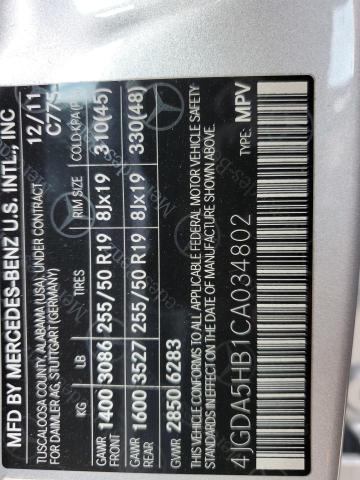 MFD BY MERCEDES-BENZ U.S. INTL., INC
TUSCALOOSA COUNTY, ALABAMA (USA), UNDER CONTRACT
FOR DAIMLER AG, STUTTGART (GERMANY)
12/11
C775
KG LB RIM SIZE COLD-KPA
GAWR FRONT 1400 3086 255/50 R19 8Jx19 310(45)
GAWR REAR 1600 3527 255/50 R19 8Jx19 330(48)
GVWR 2850 6283
THIS VEHICLE CONFORMS TO ALL APPLICABLE FEDERAL MOTOR VEHICLE SAFETY
STANDARDS IN EFFECT ON THE DATE OF MANUFACTURE SHOWN ABOVE.
4JGDA5HB1CA034802 TYPE: MPV